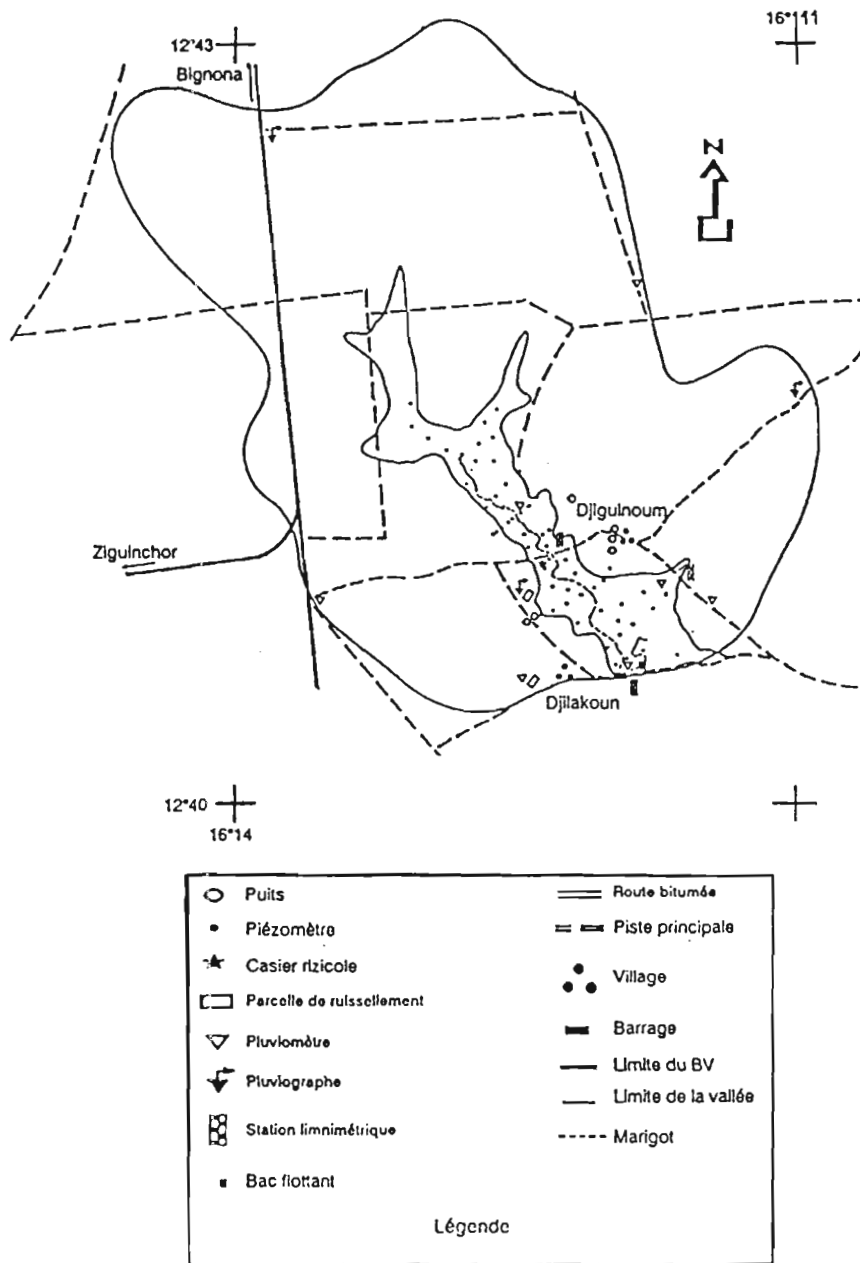 12°43
16°111
Bignona
N
Djiguinoum
Ziguinchor
Djilakoun
12°40
16°14
Puits
Route bitumée
Piézomètre
Piste principale
Casier rizicole
Village
Parcelle de ruissellement
Barrage
Pluviomètre
Limite du BV
Pluviographe
Limite de la vallée
Station limnimétrique
Marigot
Bac flottant
Légende